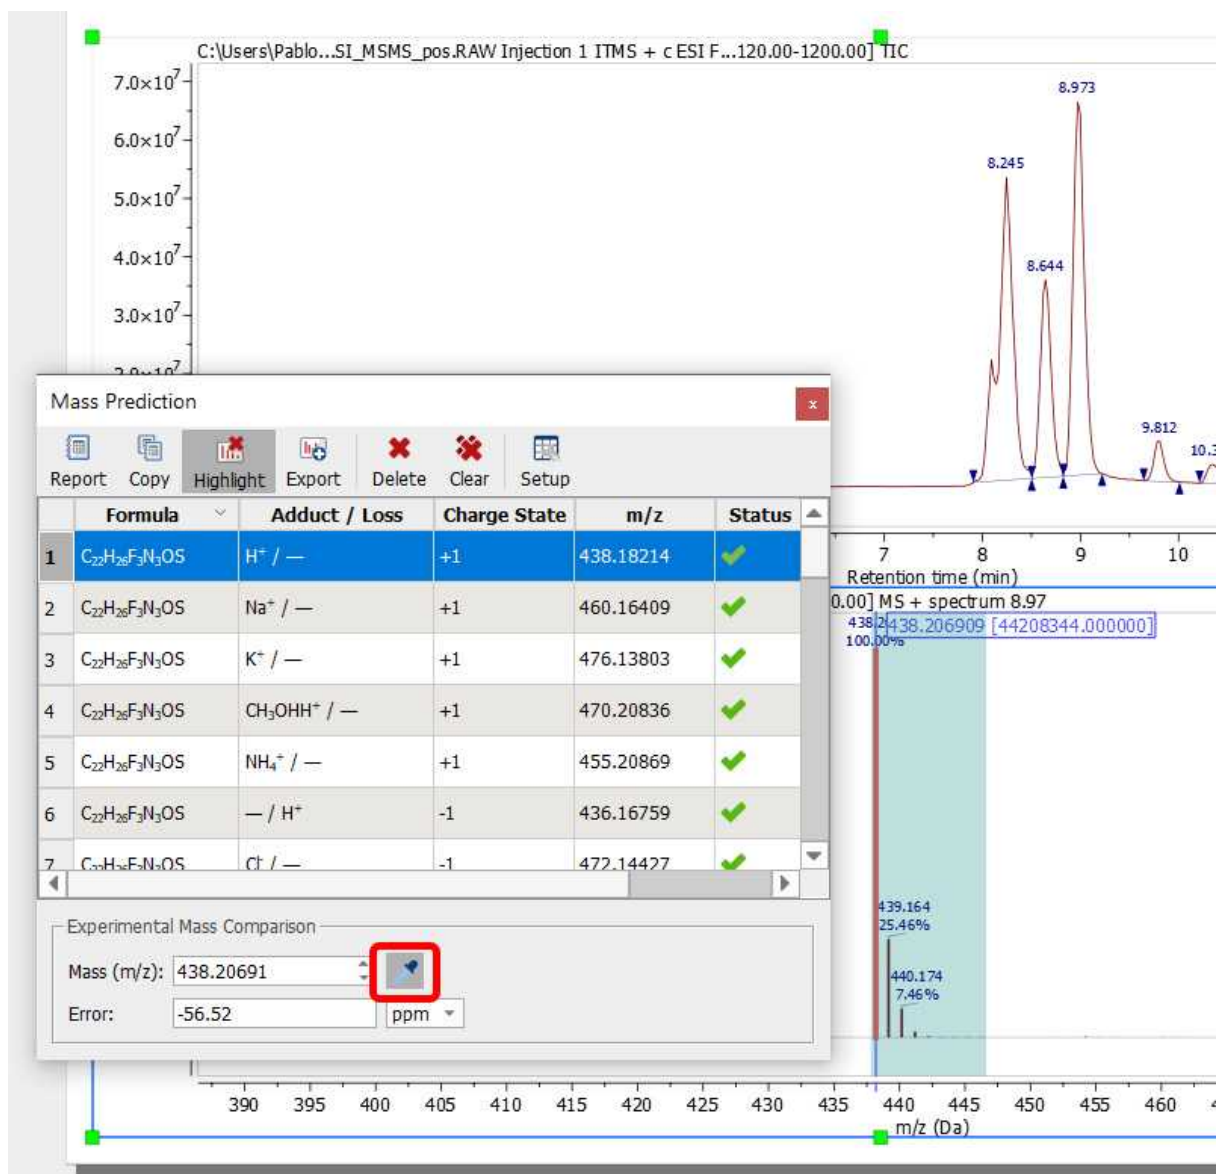 C:\Users\Pablo...SI_MSMS_pos.RAW Injection 1 ITMS + c ESI F...120.00-1200.00] TIC
7.0×10⁷
6.0×10⁷
5.0×10⁷
4.0×10⁷
3.0×10⁷
8.245
8.644
8.973
9.812
10.3
7 8 9 10
Retention time (min)
Mass Prediction
x
Report Copy Highlight Export Delete Clear Setup
Formula Adduct / Loss Charge State m/z Status
1 C₂₂H₂₆F₃N₃OS H⁺ / — +1 438.18214
2 C₂₂H₂₆F₃N₃OS Na⁺ / — +1 460.16409
3 C₂₂H₂₆F₃N₃OS K⁺ / — +1 476.13803
4 C₂₂H₂₆F₃N₃OS CH₃OHH⁺ / — +1 470.20836
5 C₂₂H₂₆F₃N₃OS NH₄⁺ / — +1 455.20869
6 C₂₂H₂₆F₃N₃OS — / H⁺ -1 436.16759
7 C₂₂H₂₆F₃N₃OS Cl⁻ / — -1 472.14427
Experimental Mass Comparison
Mass (m/z): 438.20691
Error: -56.52 ppm
0.00] MS + spectrum 8.97
438.2
438.206909 [44208344.000000]
100.00%
439.164
25.46%
440.174
7.46%
390 395 400 405 410 415 420 425 430 435 440 445 450 455 460
m/z (Da)